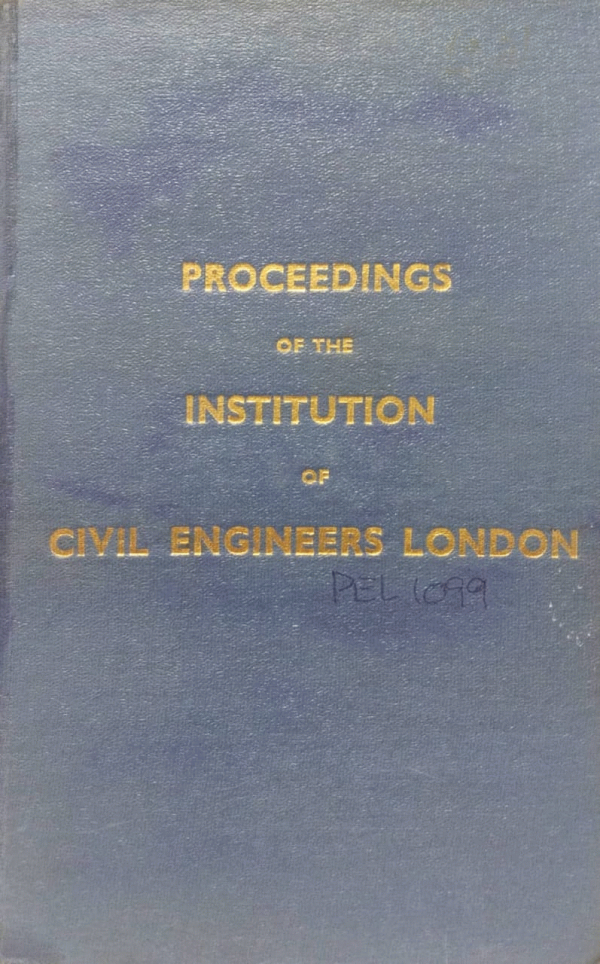 PROCEEDINGS
OF THE
INSTITUTION
OF
CIVIL ENGINEERS LONDON
PEL 1099